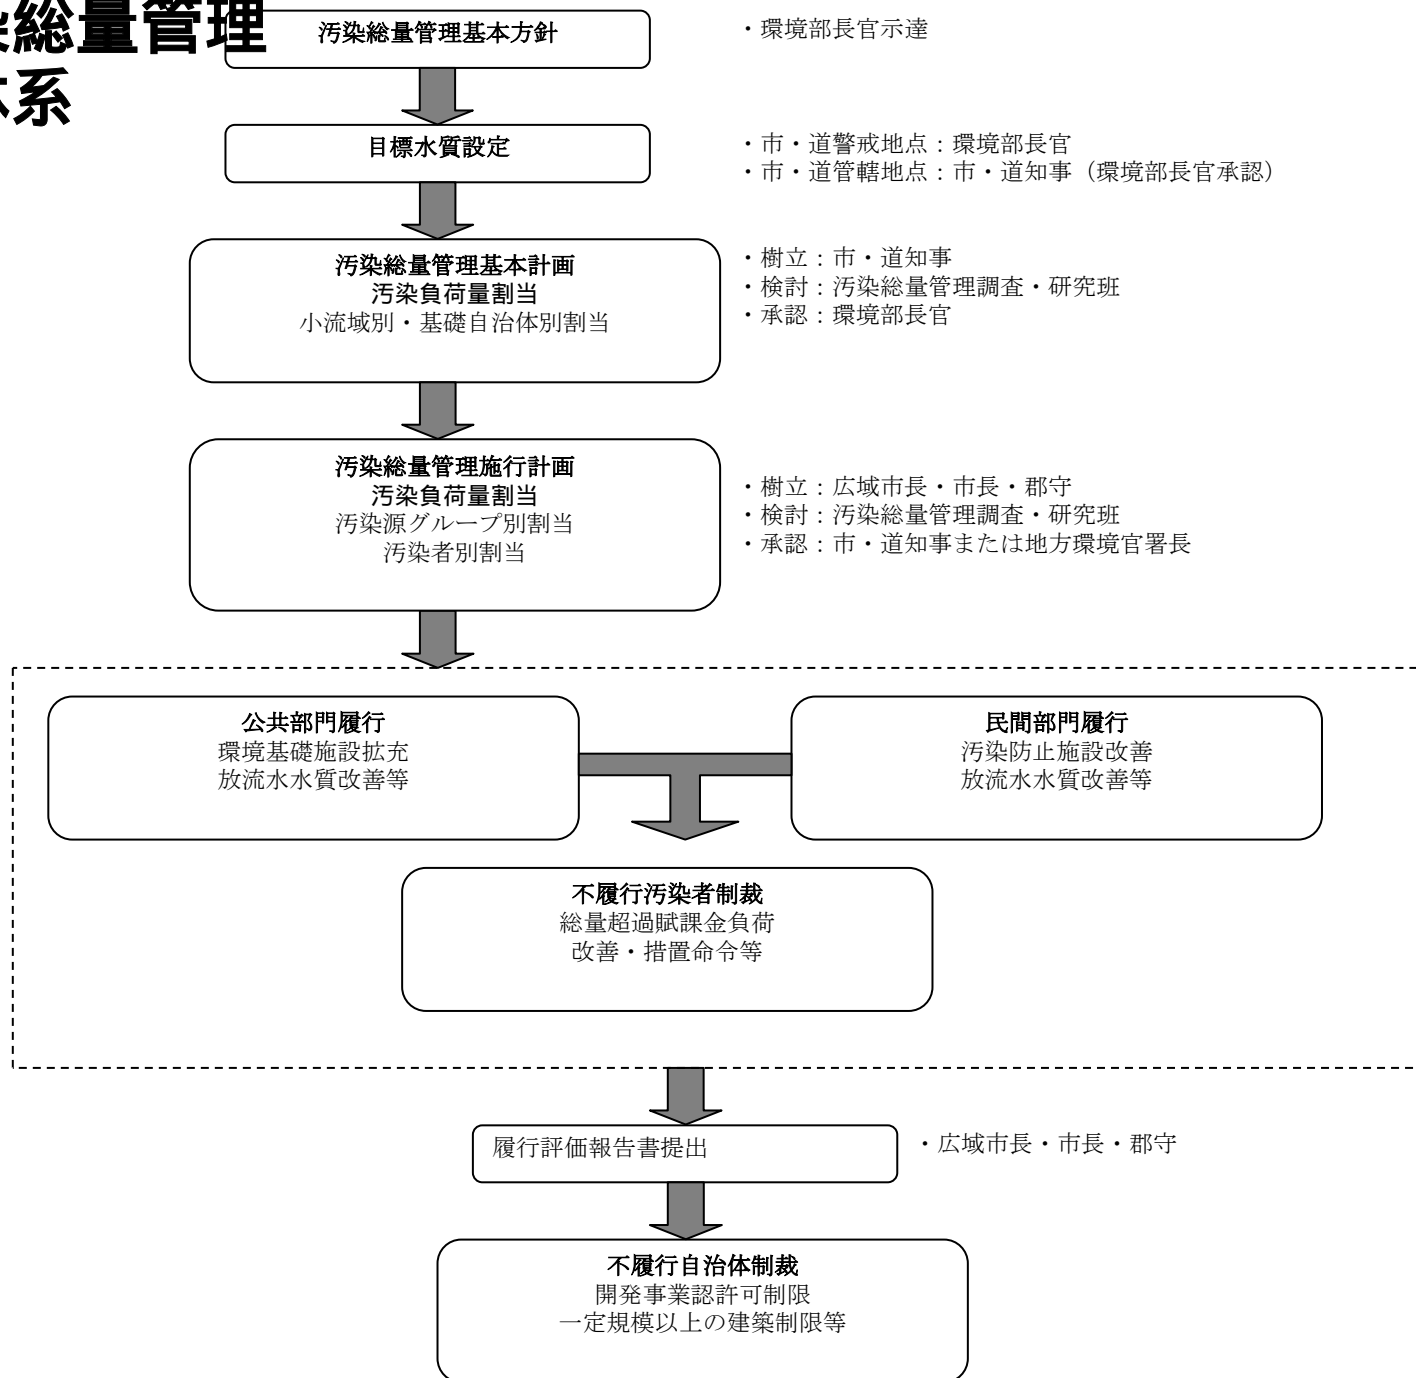 染総量管理
体系
汚染総量管理基本方針
・環境部長官示達
目標水質設定
・市・道警戒地点：環境部長官
・市・道管轄地点：市・道知事（環境部長官承認）
汚染総量管理基本計画
汚染負荷量割当
小流域別・基礎自治体別割当
・樹立：市・道知事
・検討：汚染総量管理調査・研究班
・承認：環境部長官
汚染総量管理施行計画
汚染負荷量割当
汚染源グループ別割当
汚染者別割当
・樹立：広域市長・市長・郡守
・検討：汚染総量管理調査・研究班
・承認：市・道知事または地方環境官署長
公共部門履行
環境基礎施設拡充
放流水水質改善等
民間部門履行
汚染防止施設改善
放流水水質改善等
不履行汚染者制裁
総量超過賦課金負荷
改善・措置命令等
履行評価報告書提出
・広域市長・市長・郡守
不履行自治体制裁
開発事業認許可制限
一定規模以上の建築制限等